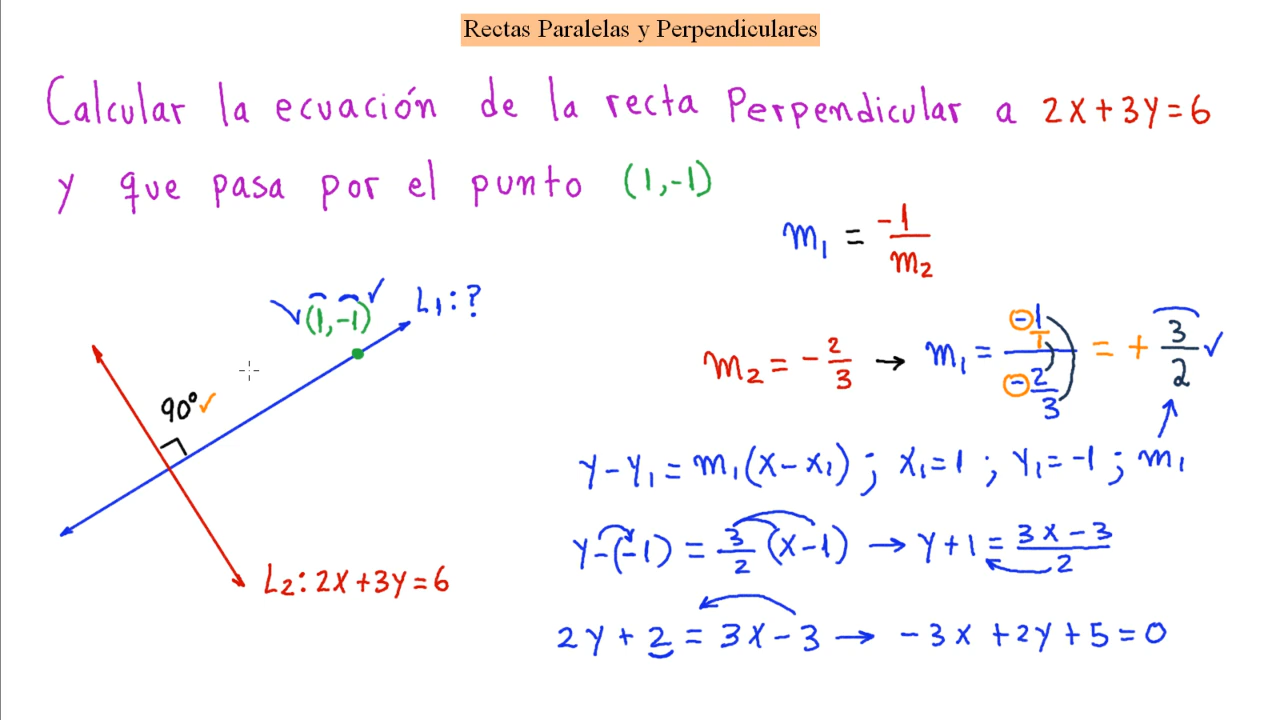 Rectas Paralelas y Perpendiculares
Calcular la ecuación de la recta Perpendicular a 2x+3y=6
y que pasa por el punto (1,-1)
m₁ = -1/m₂
(1,-1) L₁:?
m₂ = -2/3 → m₁ = (-1/1)/(-2/3) = + 3/2
90°
y-y₁ = m₁(x-x₁) ; x₁=1 ; y₁=-1 ; m₁
y-(-1) = 3/2 (x-1) → y+1 = (3x-3)/2
L₂: 2x+3y=6
2y+2 = 3x-3 → -3x+2y+5=0